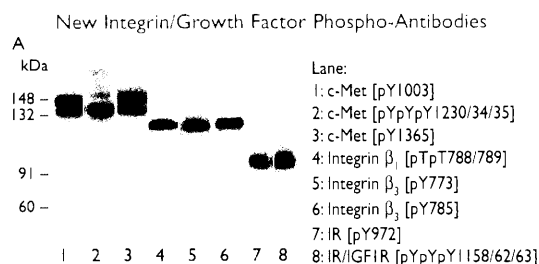 New Integrin/Growth Factor Phospho-Antibodies
A
kDa
148 –
132 –
91 –
60 –
1 2 3 4 5 6 7 8
Lane:
1: c-Met [pY1003]
2: c-Met [pYpYpY1230/34/35]
3: c-Met [pY1365]
4: Integrin β1 [pTpT788/789]
5: Integrin β3 [pY773]
6: Integrin β3 [pY785]
7: IR [pY972]
8: IR/IGF1R [pYpYpY1158/62/63]